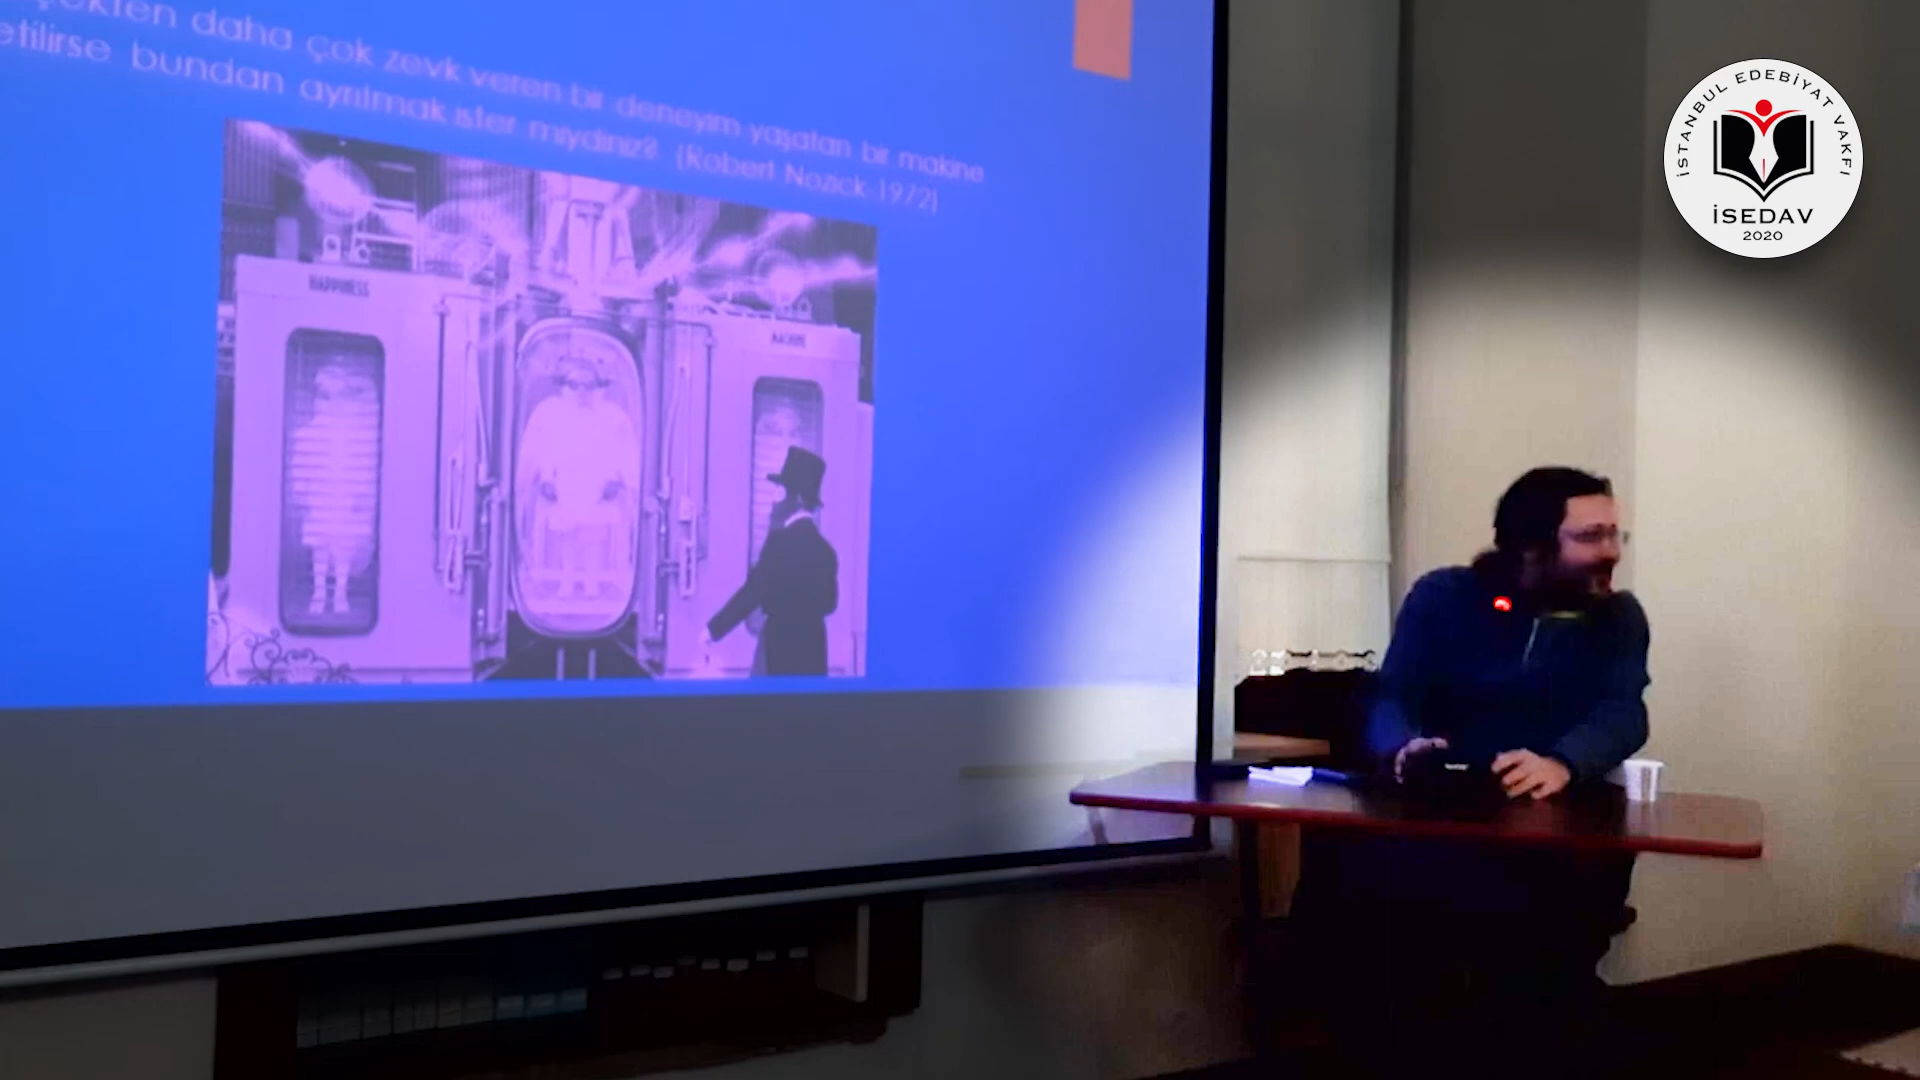 daha çok zevk veren bir deneyim yaşatan bir makine
etilirse bundan ayrılmak ister miydiniz? (Robert Nozick 1972)
HAPPINESS
MACHINE
İSTANBUL EDEBİYAT VAKFI
İSEDAV
2020